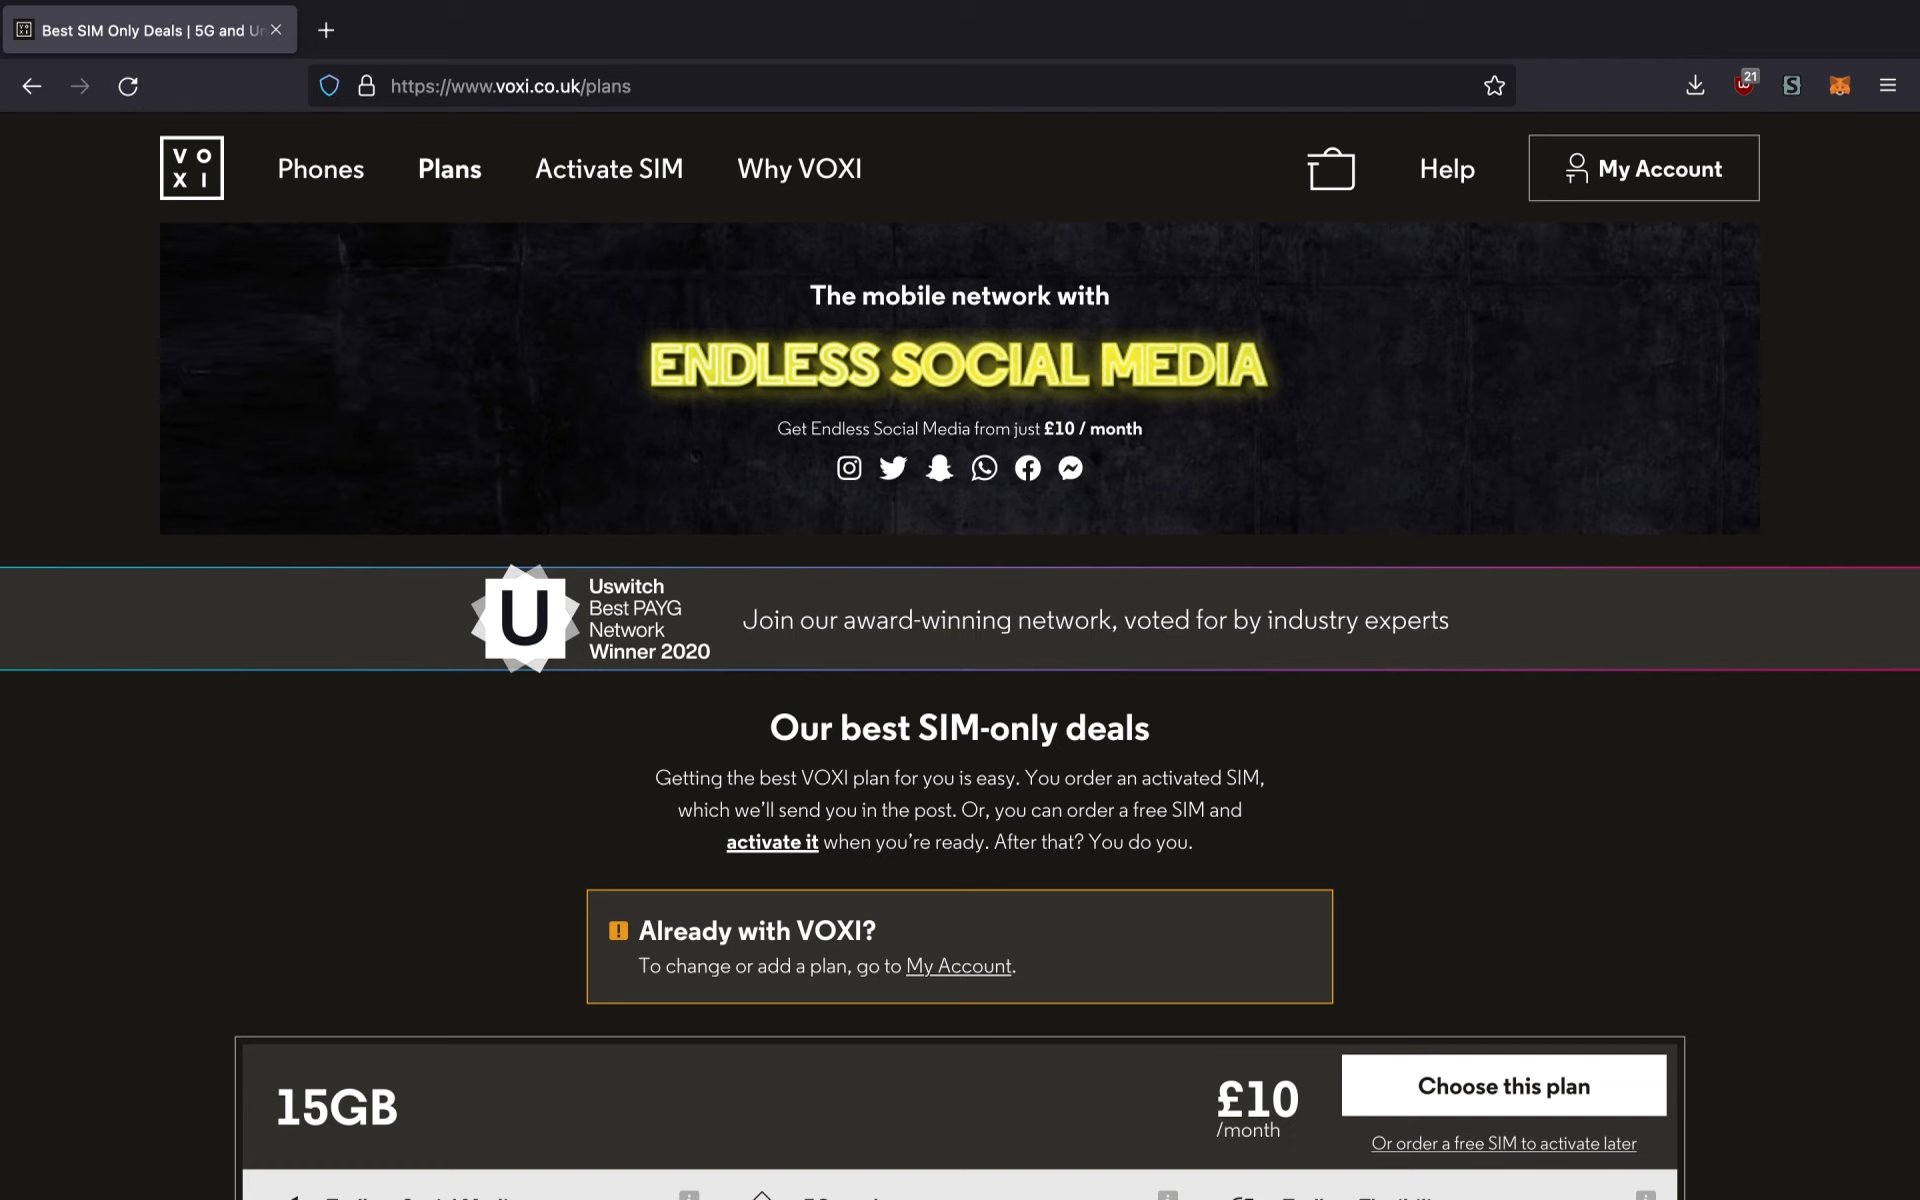 Best SIM Only Deals | 5G and Un
21
https://www.voxi.co.uk/plans
VO
XI
Phones
Plans
Activate SIM
Why VOXI
Help
My Account
The mobile network with
ENDLESS SOCIAL MEDIA
Get Endless Social Media from just £10 / month
U
Uswitch
Best PAYG
Network
Winner 2020
Join our award-winning network, voted for by industry experts
Our best SIM-only deals
Getting the best VOXI plan for you is easy. You order an activated SIM,
which we'll send you in the post. Or, you can order a free SIM and
activate it when you're ready. After that? You do you.
Already with VOXI?
To change or add a plan, go to My Account.
15GB
£10
/month
Choose this plan
Or order a free SIM to activate later